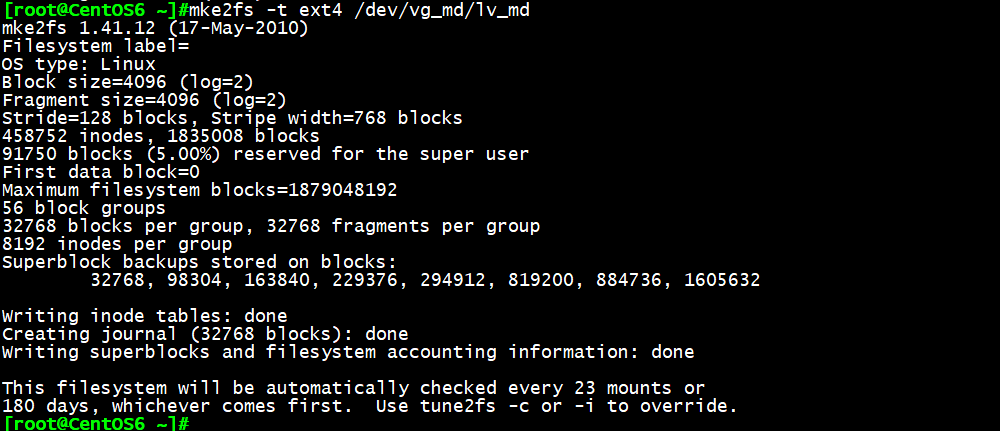 [root@CentOS6 ~]#mke2fs -t ext4 /dev/vg_md/lv_md
mke2fs 1.41.12 (17-May-2010)
Filesystem label=
OS type: Linux
Block size=4096 (log=2)
Fragment size=4096 (log=2)
Stride=128 blocks, Stripe width=768 blocks
458752 inodes, 1835008 blocks
91750 blocks (5.00%) reserved for the super user
First data block=0
Maximum filesystem blocks=1879048192
56 block groups
32768 blocks per group, 32768 fragments per group
8192 inodes per group
Superblock backups stored on blocks:
32768, 98304, 163840, 229376, 294912, 819200, 884736, 1605632
Writing inode tables: done
Creating journal (32768 blocks): done
Writing superblocks and filesystem accounting information: done
This filesystem will be automatically checked every 23 mounts or
180 days, whichever comes first.  Use tune2fs -c or -i to override.
[root@CentOS6 ~]#